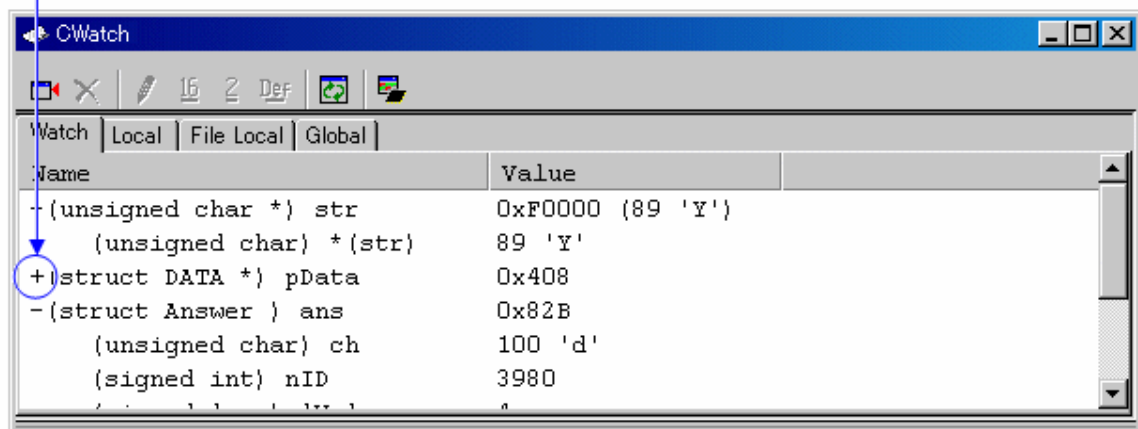 CWatch
16 2 Def
Watch Local File Local Global
Name Value
-(unsigned char *) str 0xF0000 (89 'Y')
(unsigned char) *(str) 89 'Y'
+(struct DATA *) pData 0x408
-(struct Answer ) ans 0x82B
(unsigned char) ch 100 'd'
(signed int) nID 3980